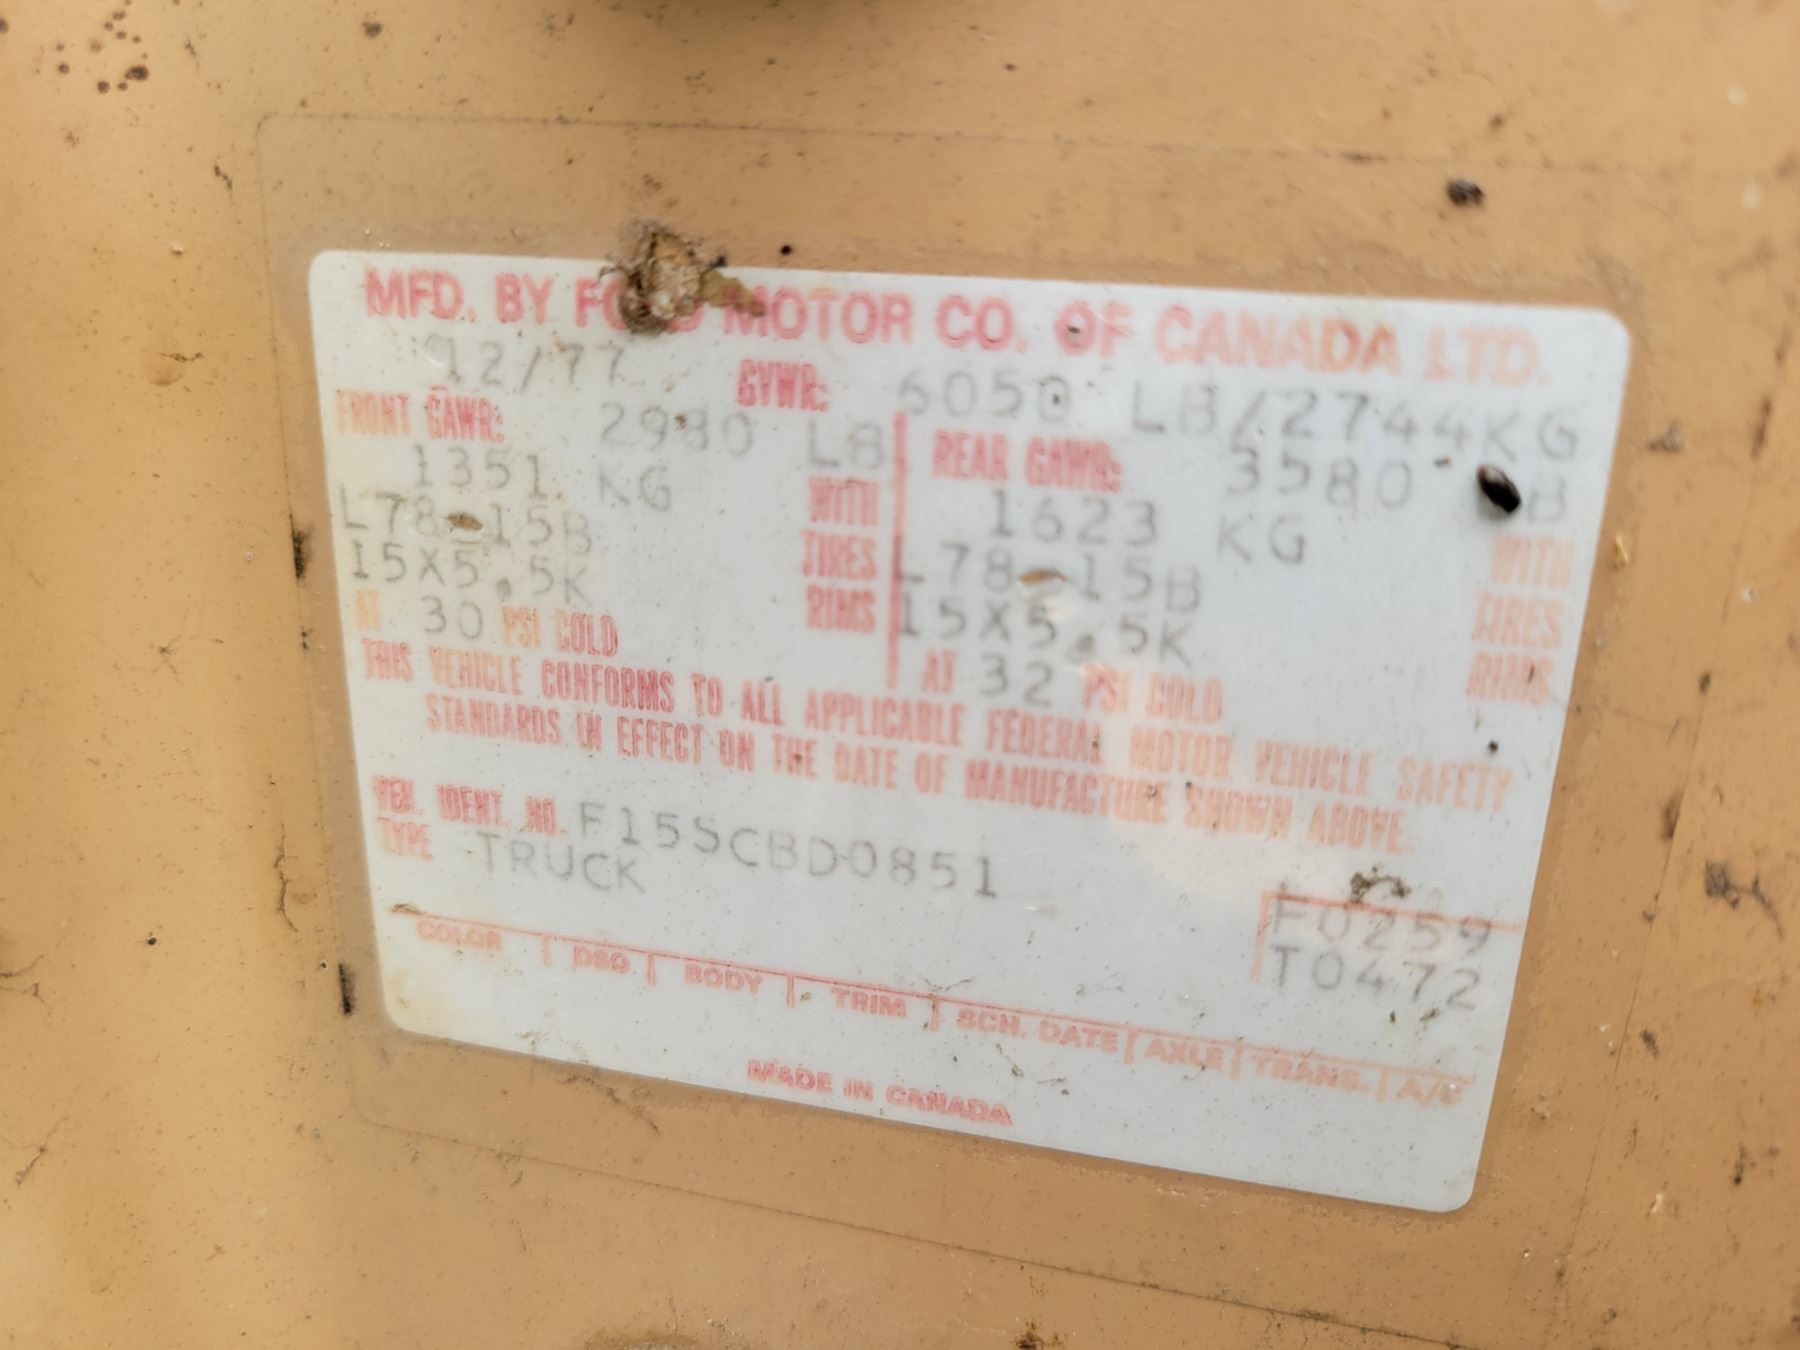 MFD. BY FORD MOTOR CO. OF CANADA LTD.
12/77 GVWR: 6050 LB/2744KG
FRONT GAWR: 2980 LB REAR GAWR: 3580 LB
1351 KG WITH 1623 KG WITH
L78-15B TIRES L78-15B TIRES
15X5.5K RIMS 15X5.5K RIMS
AT 30 PSI COLD AT 32 PSI COLD
THIS VEHICLE CONFORMS TO ALL APPLICABLE FEDERAL MOTOR VEHICLE SAFETY
STANDARDS IN EFFECT ON THE DATE OF MANUFACTURE SHOWN ABOVE.
VEH. IDENT. NO. F15SCBD0851
TYPE TRUCK
F0259
T0472
COLOR DSO BODY TRIM SCH. DATE AXLE TRANS. A/C
MADE IN CANADA